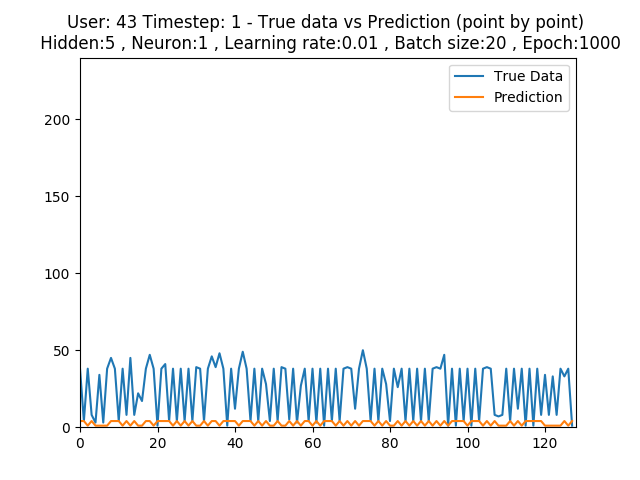 User: 43 Timestep: 1 - True data vs Prediction (point by point)
Hidden:5 , Neuron:1 , Learning rate:0.01 , Batch size:20 , Epoch:1000
True Data
Prediction
200
150
100
50
0
0 20 40 60 80 100 120